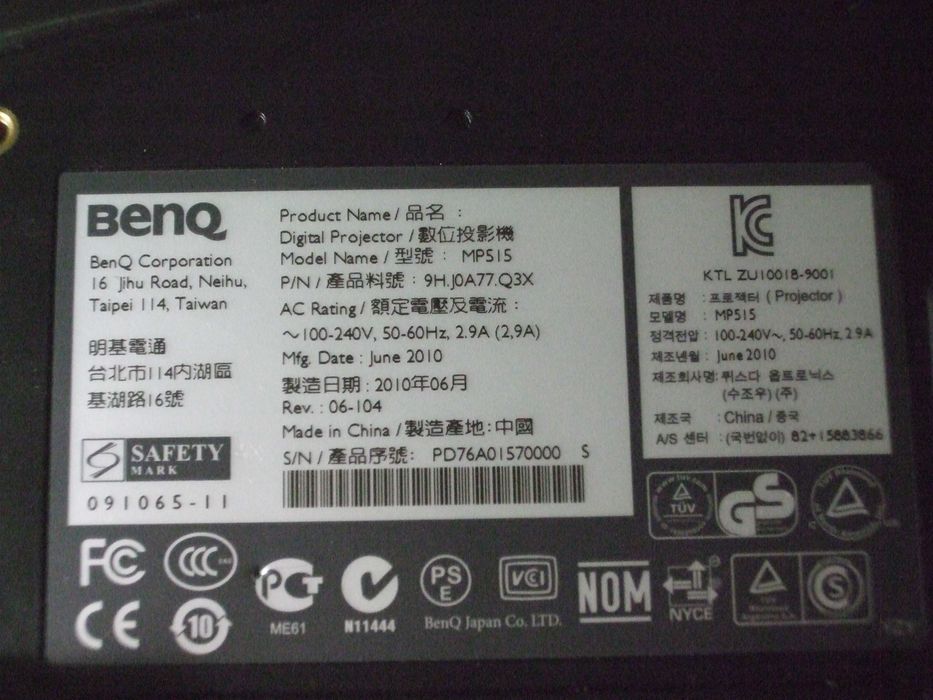 BenQ
BenQ Corporation
16 Jihu Road, Neihu,
Taipei 114, Taiwan
明基電通
台北市114內湖區
基湖路16號
SAFETY
MARK
091065-11
Product Name / 品名 :
Digital Projector / 數位投影機
Model Name / 型號 : MP515
P/N / 產品料號 : 9H.J0A77.Q3X
AC Rating / 額定電壓及電流 :
~100-240V, 50-60Hz, 2.9A (2,9A)
Mfg. Date : June 2010
製造日期 : 2010年06月
Rev. : 06-104
Made in China / 製造產地: 中國
S/N / 產品序號: PD76A01570000 S
KTL ZU10018-9001
제품명 : 프로젝터 ( Projector )
모델명 : MP515
정격전압 : 100-240V~, 50-60Hz, 2.9A
제조년월 : June 2010
제조회사명: 퀴스다 옵트로닉스
(수조우) (주)
제조국 : China / 중국
A/S 센터 : (국번없이) 82+15883866
www.tuv.com
TÜV
GS
FC
CCC
PCT
ME61
N11444
PS
E
VCI
BenQ Japan Co. LTD.
NOM
NYCE
TÜV
S
CE
10